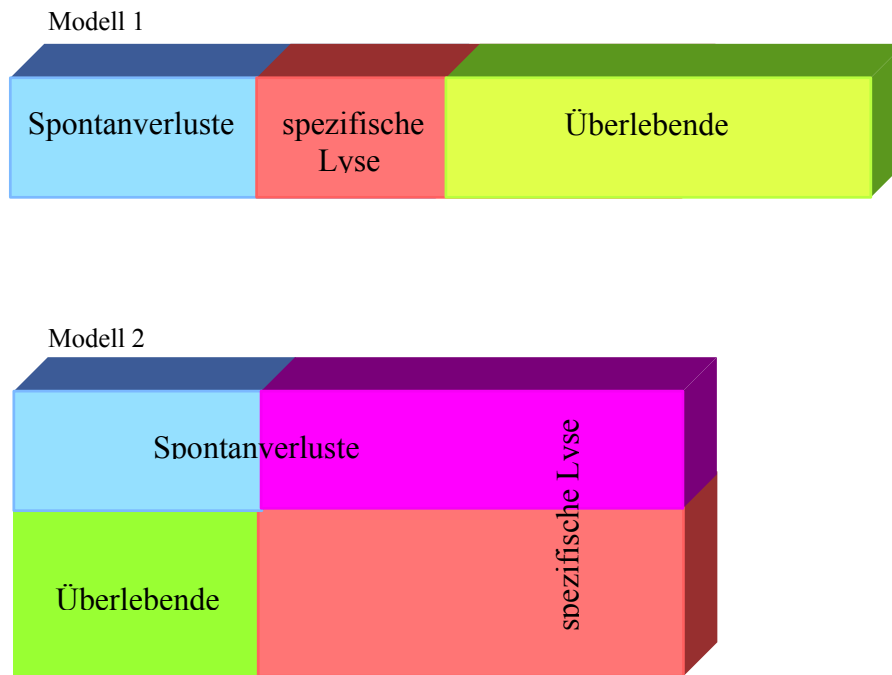 Modell 1
Spontanverluste
spezifische
Lyse
Überlebende
Modell 2
Spontanverluste
spezifische Lyse
Überlebende